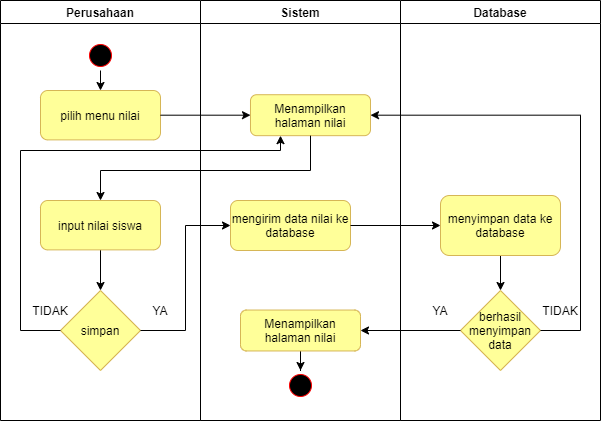 Perusahaan
Sistem
Database
pilih menu nilai
Menampilkan
halaman nilai
input nilai siswa
mengirim data nilai ke
database
menyimpan data ke
database
TIDAK
simpan
YA
Menampilkan
halaman nilai
YA
berhasil
menyimpan
data
TIDAK